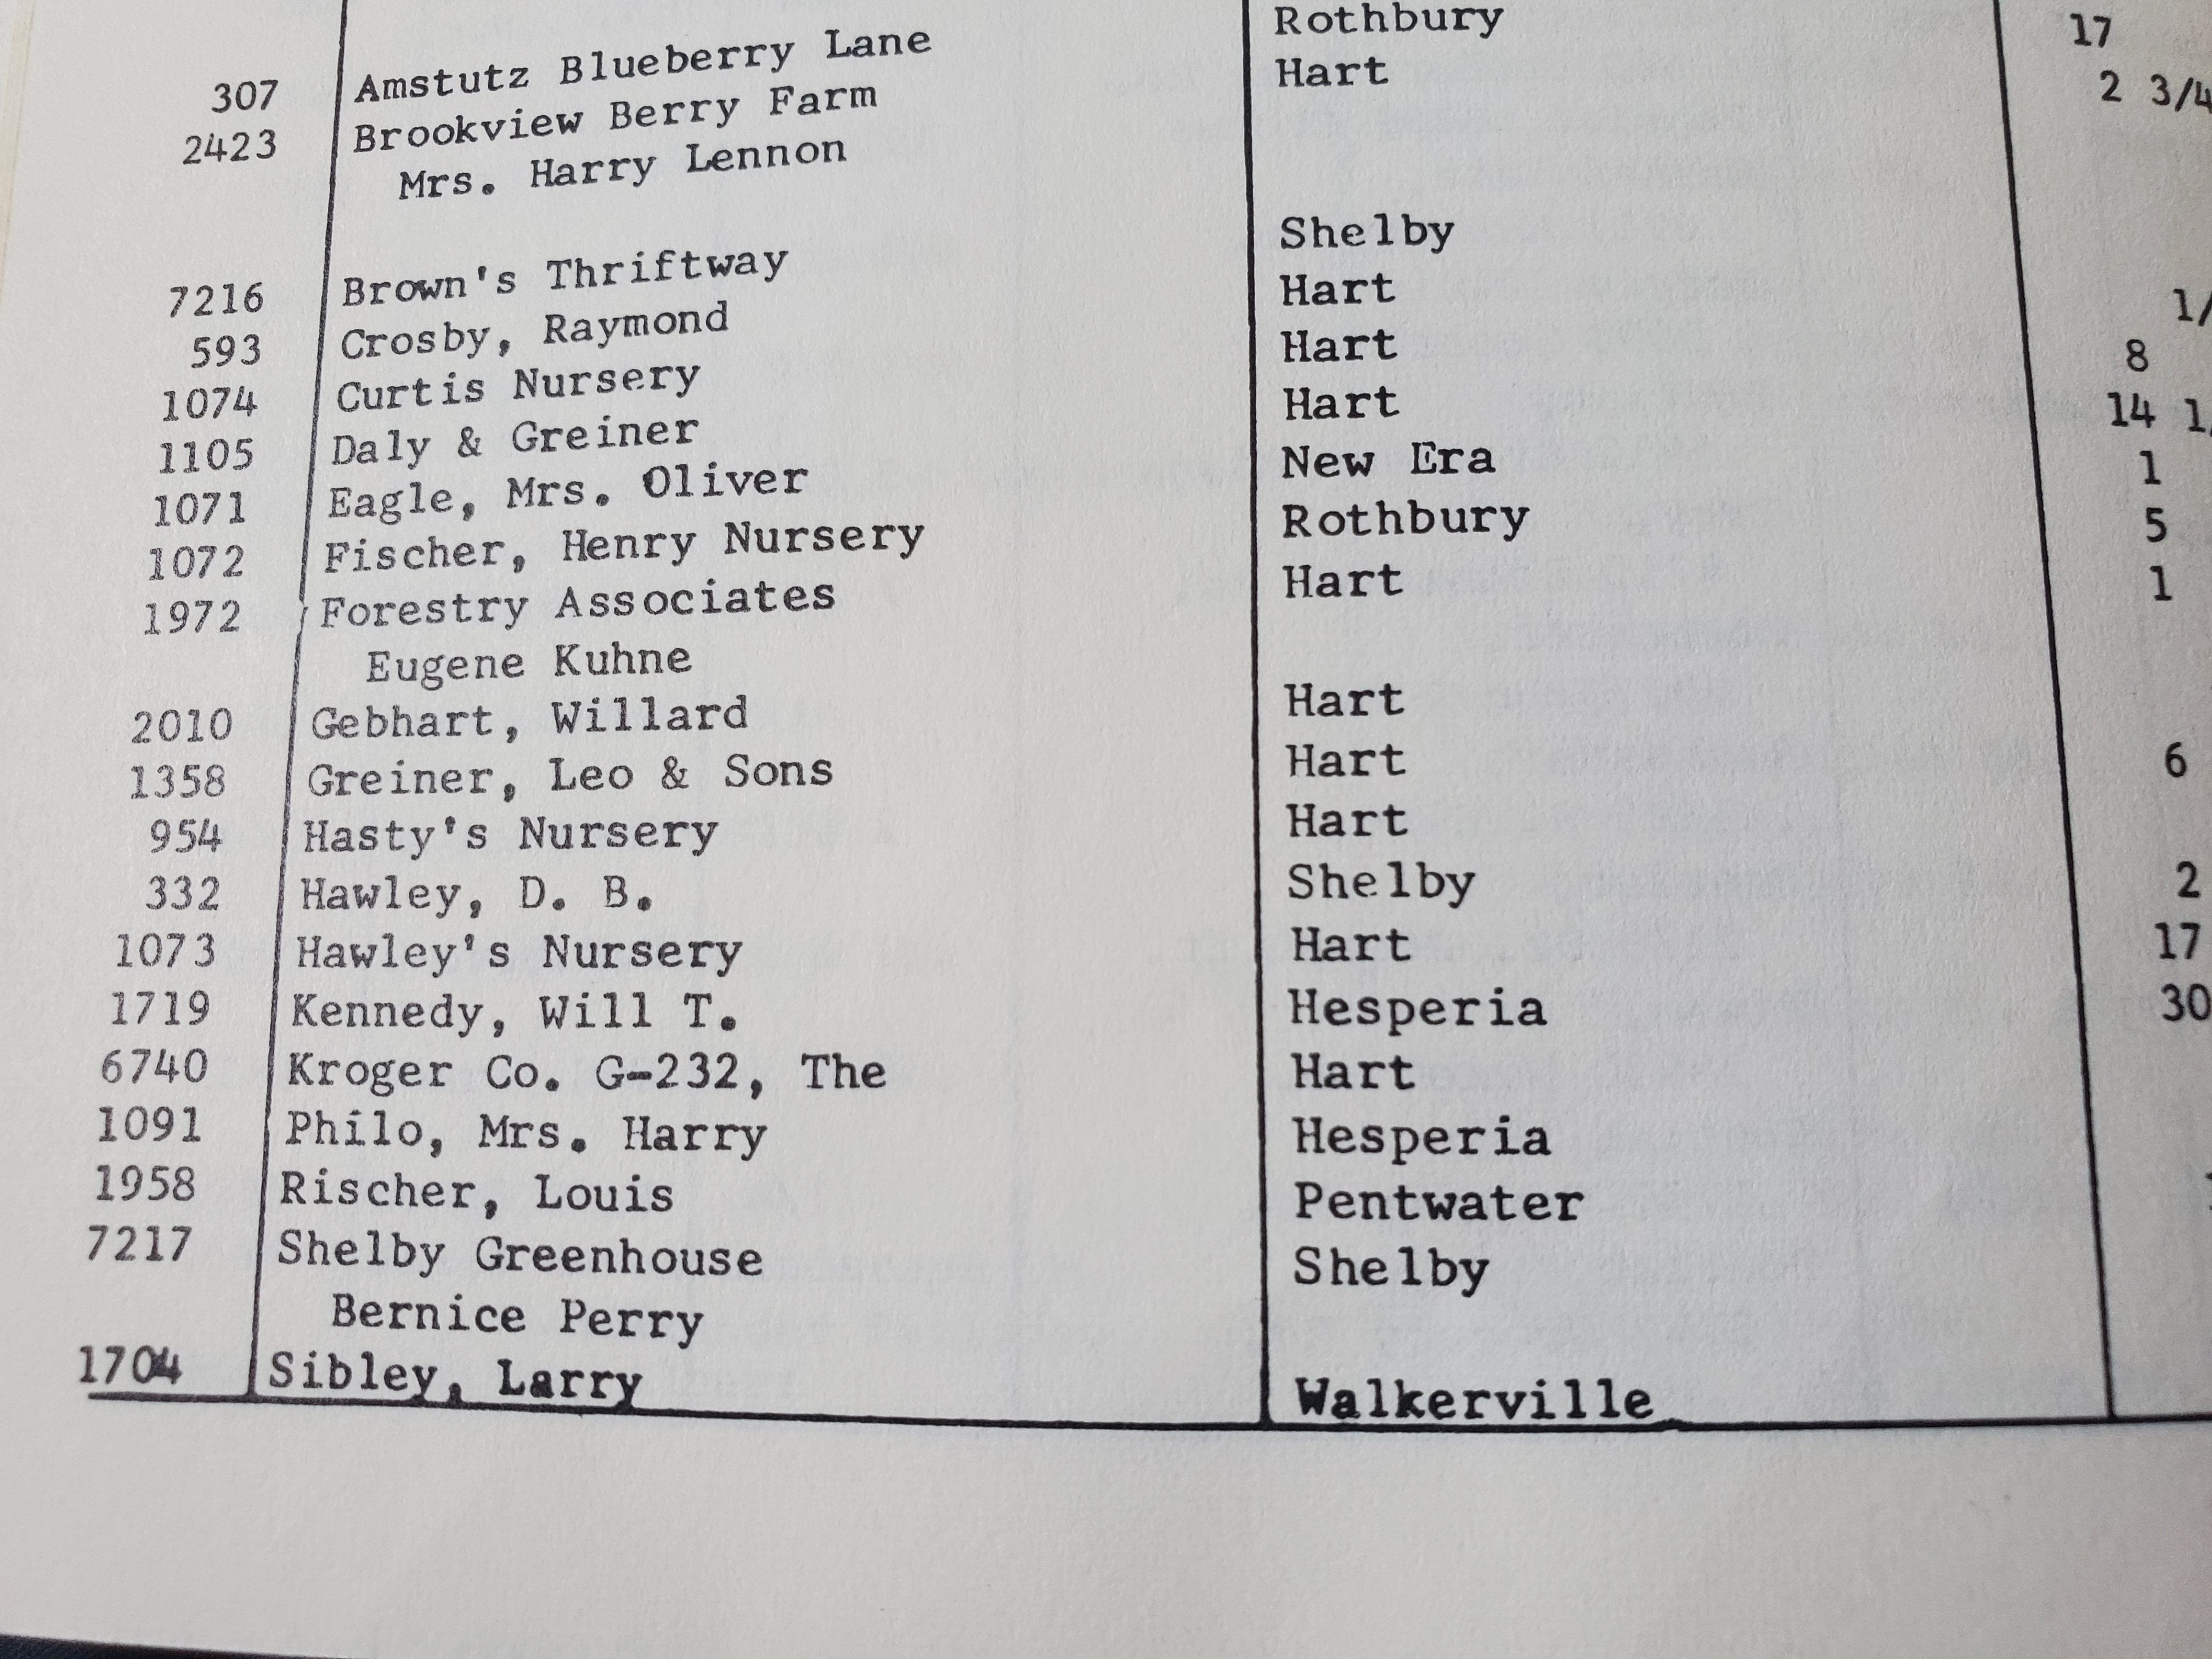 307 Amstutz Blueberry Lane Rothbury 17
2423 Brookview Berry Farm Hart 2 3/4
Mrs. Harry Lennon
7216 Brown's Thriftway Shelby
593 Crosby, Raymond Hart 1/
1074 Curtis Nursery Hart 8
1105 Daly & Greiner Hart 14 1/
1071 Eagle, Mrs. Oliver New Era 1
1072 Fischer, Henry Nursery Rothbury 5
1972 Forestry Associates Hart 1
Eugene Kuhne
2010 Gebhart, Willard Hart
1358 Greiner, Leo & Sons Hart 6
954 Hasty's Nursery Hart
332 Hawley, D. B. Shelby 2
1073 Hawley's Nursery Hart 17
1719 Kennedy, Will T. Hesperia 30
6740 Kroger Co. G-232, The Hart
1091 Philo, Mrs. Harry Hesperia
1958 Rischer, Louis Pentwater
7217 Shelby Greenhouse Shelby
Bernice Perry
1704 Sibley, Larry Walkerville